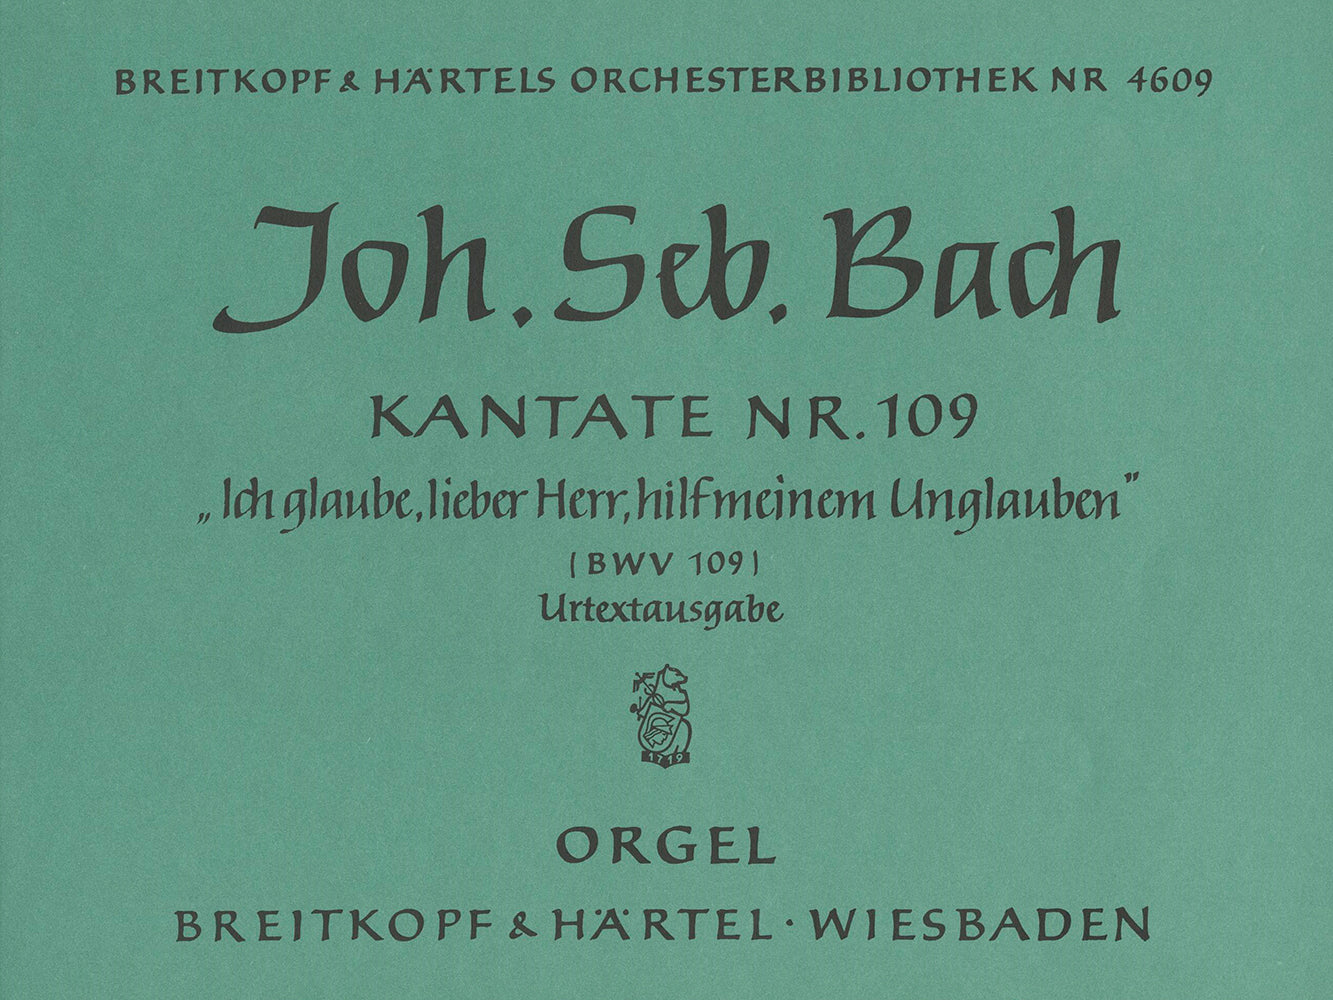 BREITKOPF & HÄRTELS ORCHESTERBIBLIOTHEK NR 4609
Joh. Seb. Bach
KANTATE NR. 109
„Ich glaube, lieber Herr, hilf meinem Unglauben”
(BWV 109)
Urtextausgabe
1719
ORGEL
BREITKOPF & HÄRTEL · WIESBADEN